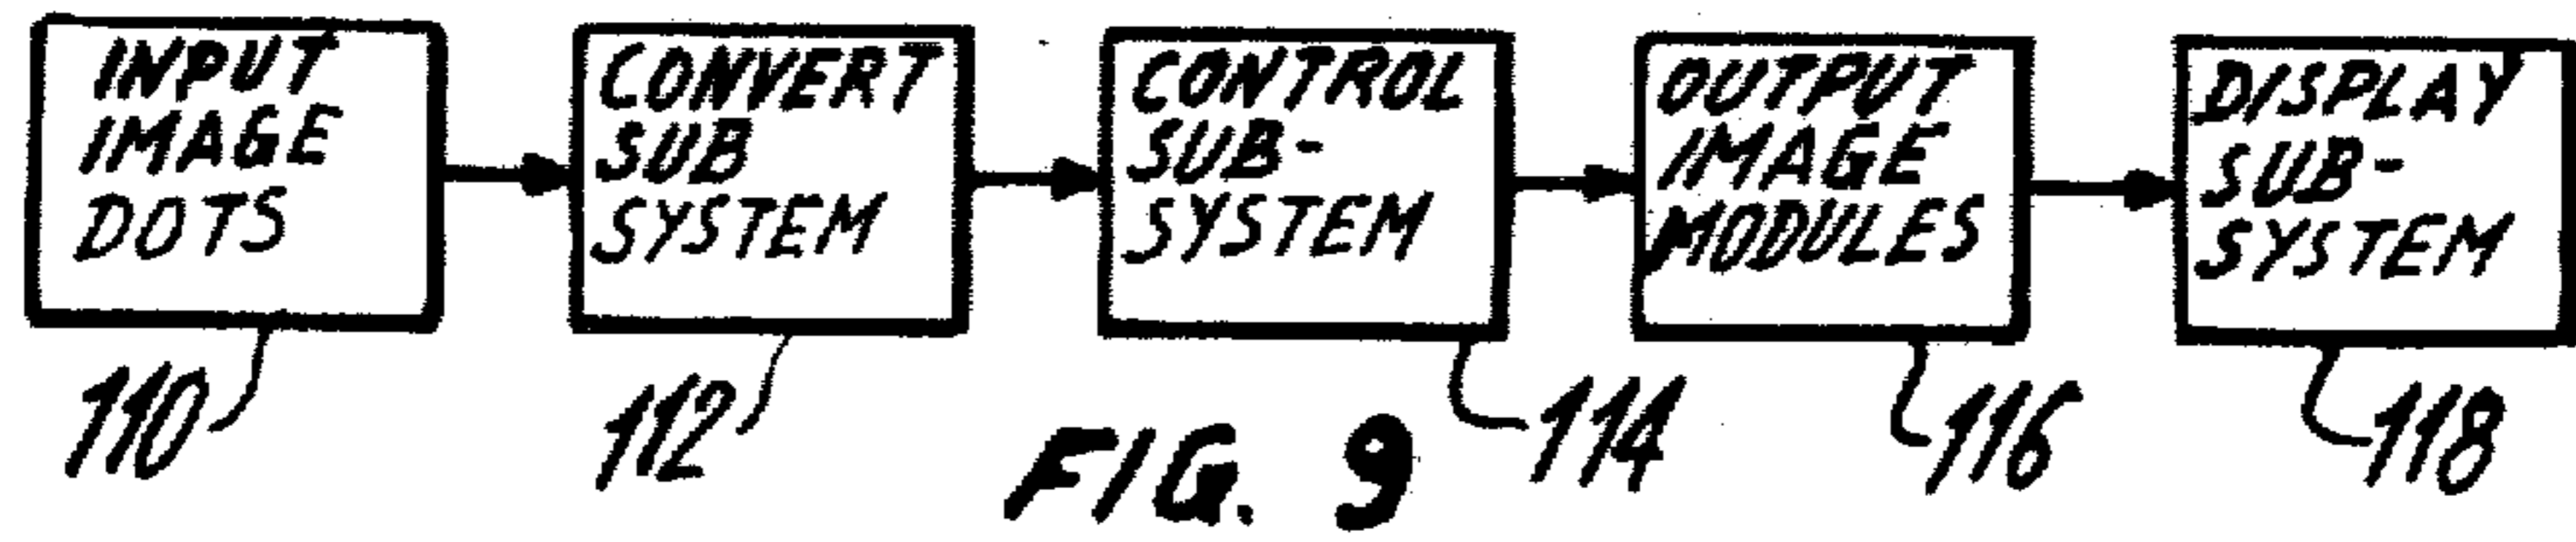 INPUT
IMAGE
DOTS
CONVERT
SUB
SYSTEM
CONTROL
SUB-
SYSTEM
OUTPUT
IMAGE
MODULES
DISPLAY
SUB-
SYSTEM
110
112
114
116
118
FIG. 9